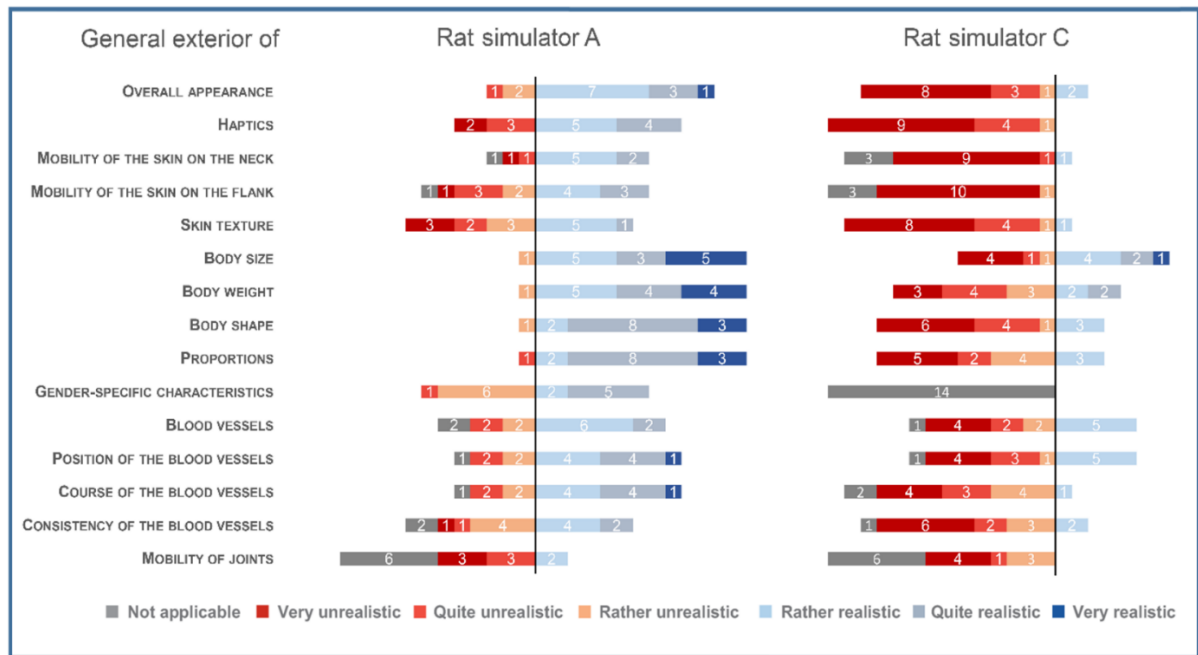 General exterior of Rat simulator A Rat simulator C
OVERALL APPEARANCE 1 2 7 3 1 8 3 1 2
HAPTICS 2 3 5 4 9 4 1
MOBILITY OF THE SKIN ON THE NECK 1 1 1 5 2 3 9 1 1
MOBILITY OF THE SKIN ON THE FLANK 1 1 3 2 4 3 3 10 1
SKIN TEXTURE 3 2 3 5 1 8 4 1 1
BODY SIZE 1 5 3 5 4 1 1 4 2 1
BODY WEIGHT 1 5 4 4 3 4 3 2 2
BODY SHAPE 1 2 8 3 6 4 1 3
PROPORTIONS 1 2 8 3 5 2 4 3
GENDER-SPECIFIC CHARACTERISTICS 1 6 2 5 14
BLOOD VESSELS 2 2 2 6 2 1 4 2 2 5
POSITION OF THE BLOOD VESSELS 1 2 2 4 4 1 1 4 3 1 5
COURSE OF THE BLOOD VESSELS 1 2 2 4 4 1 2 4 3 4 1
CONSISTENCY OF THE BLOOD VESSELS 2 1 1 4 4 2 1 6 2 3 2
MOBILITY OF JOINTS 6 3 3 2 6 4 1 3
Not applicable Very unrealistic Quite unrealistic Rather unrealistic Rather realistic Quite realistic Very realistic